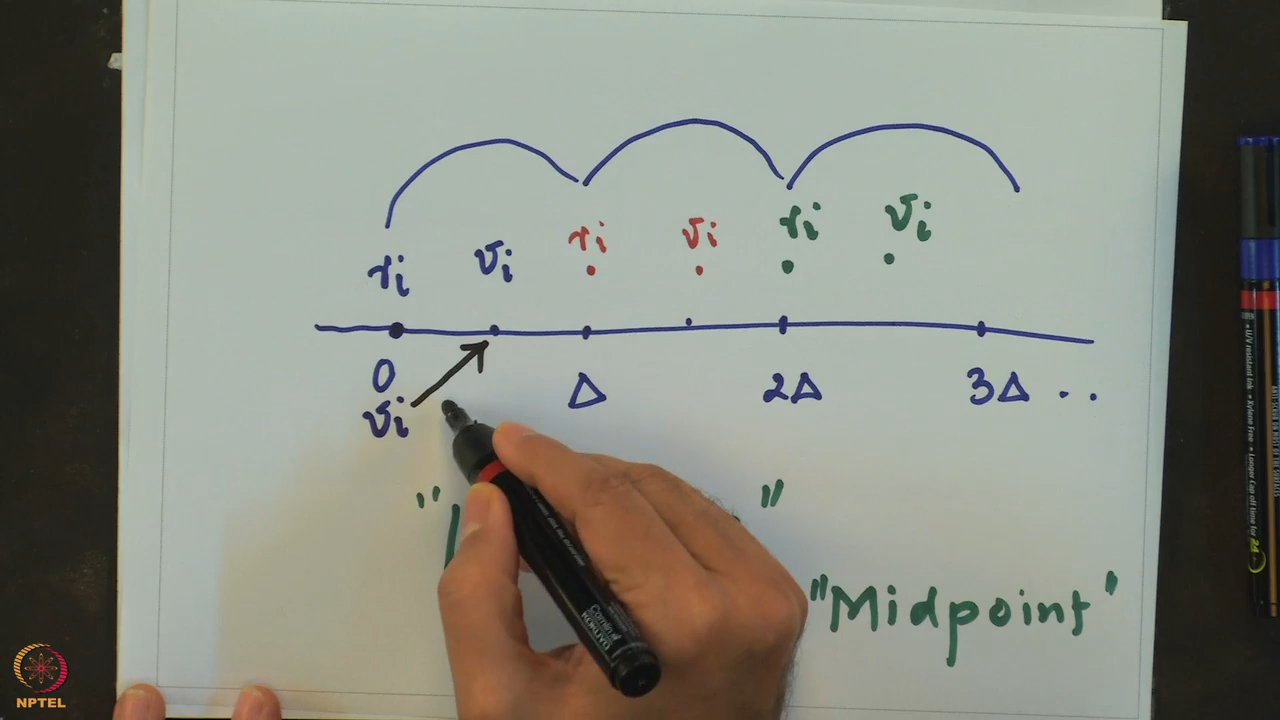 ri vi ri vi ri vi
0 Δ 2Δ 3Δ . .
vi
"Midpoint"
NPTEL